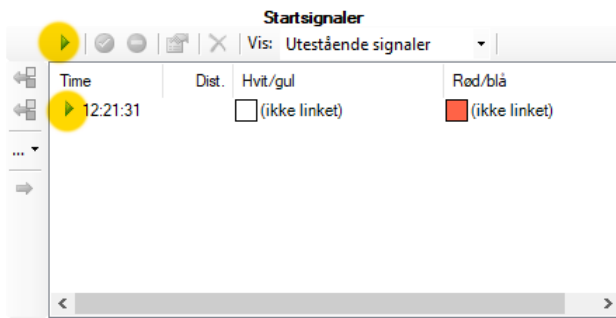 Startsignaler
Vis: Utestående signaler
Time Dist. Hvit/gul Rød/blå
12:21:31 (ikke linket) (ikke linket)
...